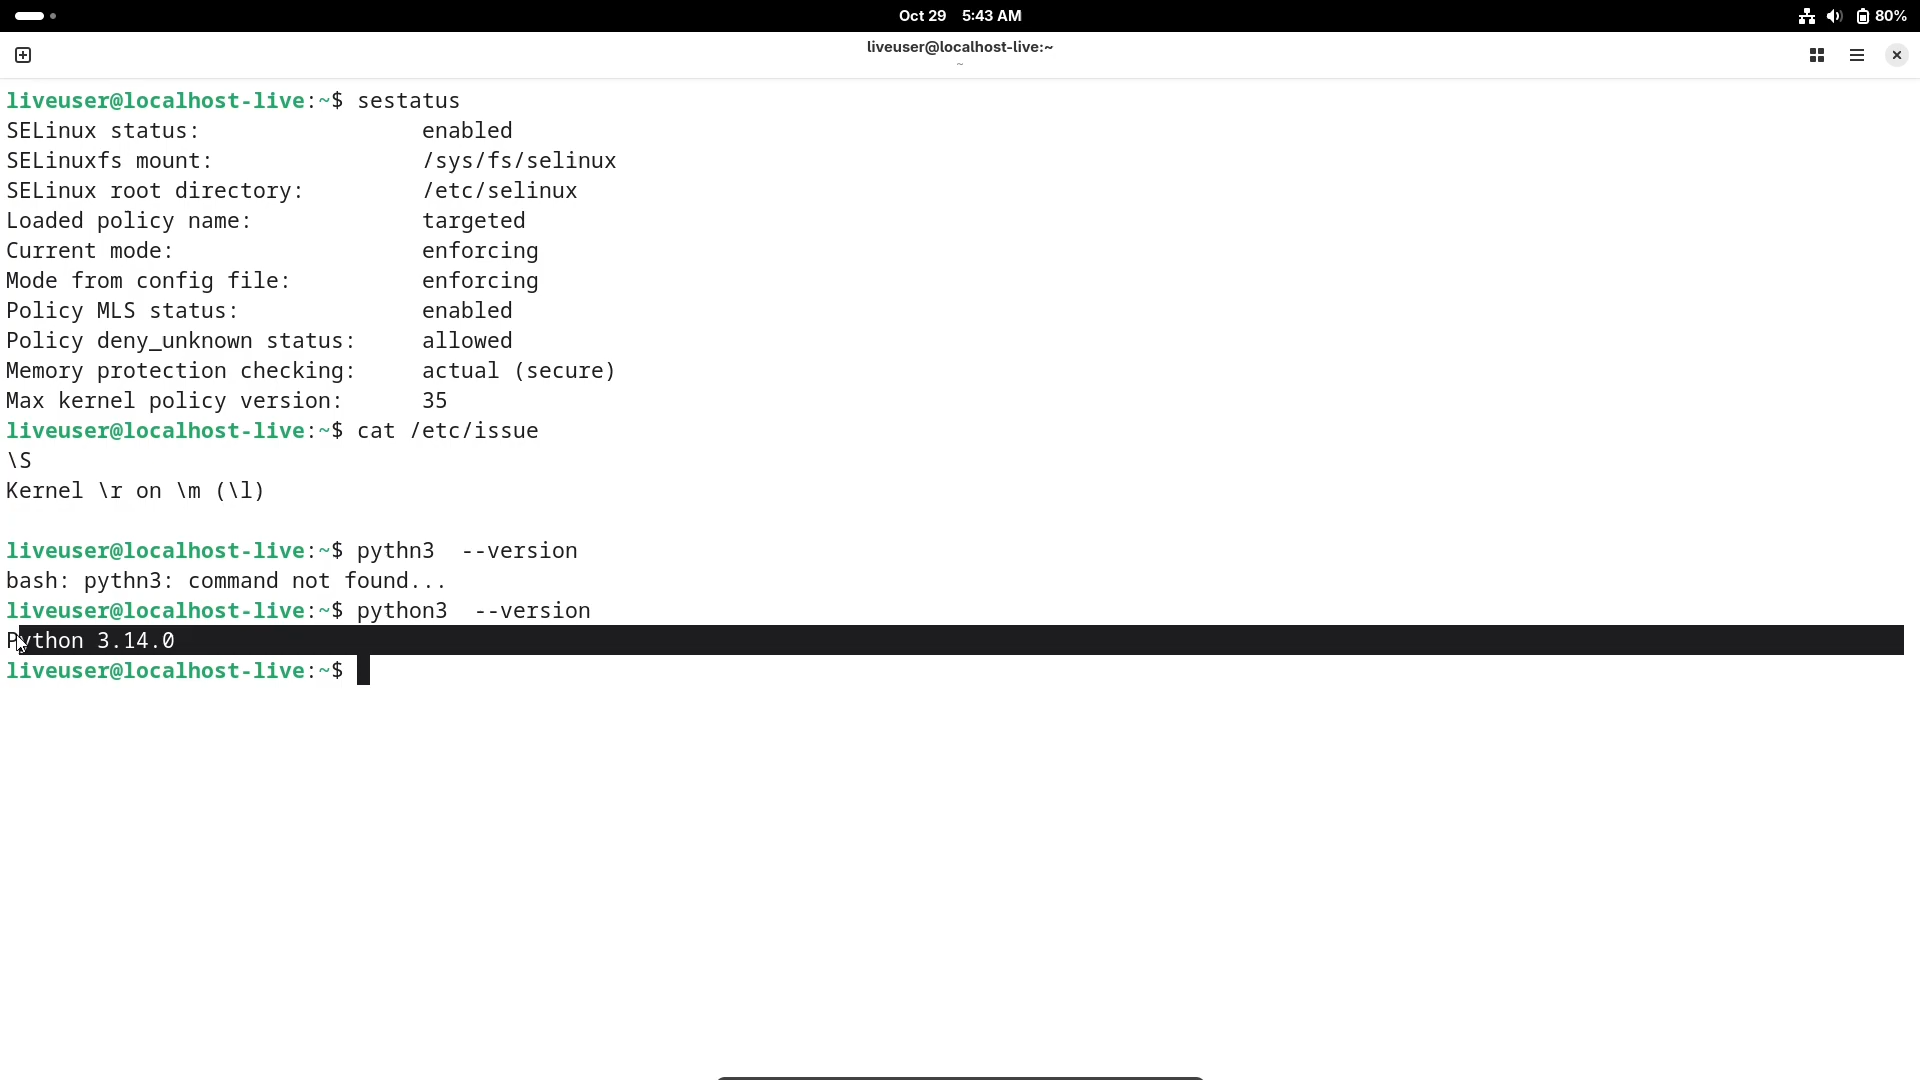 Oct 29 5:43 AM 80%
liveuser@localhost-live:~
~
liveuser@localhost-live:~$ sestatus
SELinux status: enabled
SELinuxfs mount: /sys/fs/selinux
SELinux root directory: /etc/selinux
Loaded policy name: targeted
Current mode: enforcing
Mode from config file: enforcing
Policy MLS status: enabled
Policy deny_unknown status: allowed
Memory protection checking: actual (secure)
Max kernel policy version: 35
liveuser@localhost-live:~$ cat /etc/issue
\S
Kernel \r on \m (\l)
liveuser@localhost-live:~$ pythn3  --version
bash: pythn3: command not found...
liveuser@localhost-live:~$ python3  --version
Python 3.14.0
liveuser@localhost-live:~$